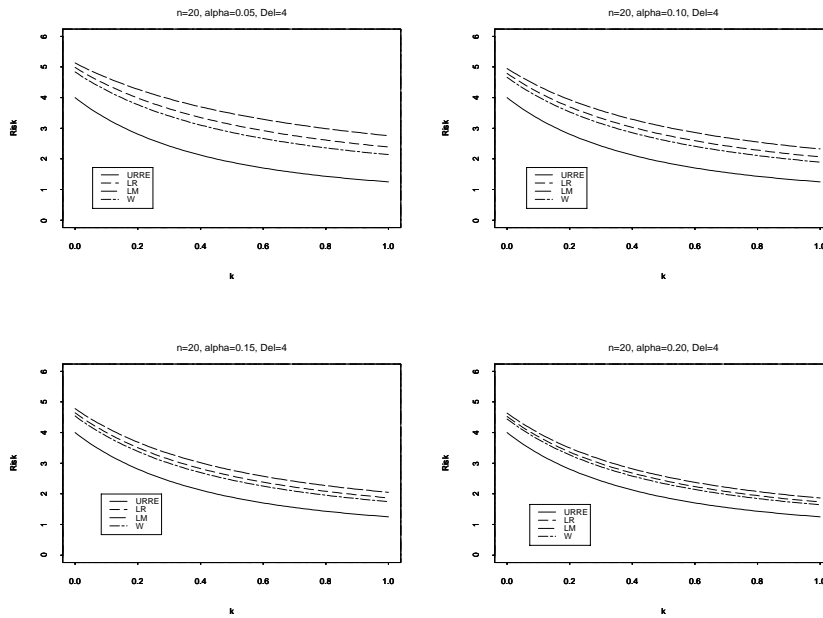 n=20, alpha=0.05, Del=4
Risk
6
5
4
3
2
1
0
URRE
LR
LM
W
0.0 0.2 0.4 0.6 0.8 1.0
k
n=20, alpha=0.10, Del=4
Risk
6
5
4
3
2
1
0
URRE
LR
LM
W
0.0 0.2 0.4 0.6 0.8 1.0
k
n=20, alpha=0.15, Del=4
Risk
6
5
4
3
2
1
0
URRE
LR
LM
W
0.0 0.2 0.4 0.6 0.8 1.0
k
n=20, alpha=0.20, Del=4
Risk
6
5
4
3
2
1
0
URRE
LR
LM
W
0.0 0.2 0.4 0.6 0.8 1.0
k